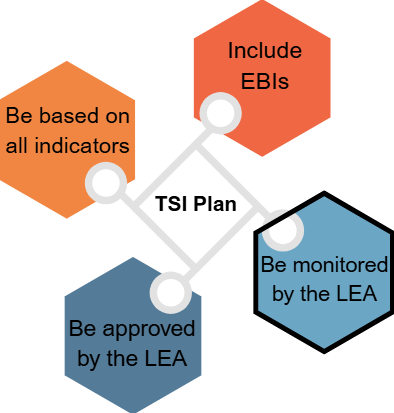 Include
EBIs
Be based on
all indicators
TSI Plan
Be monitored
by the LEA
Be approved
by the LEA